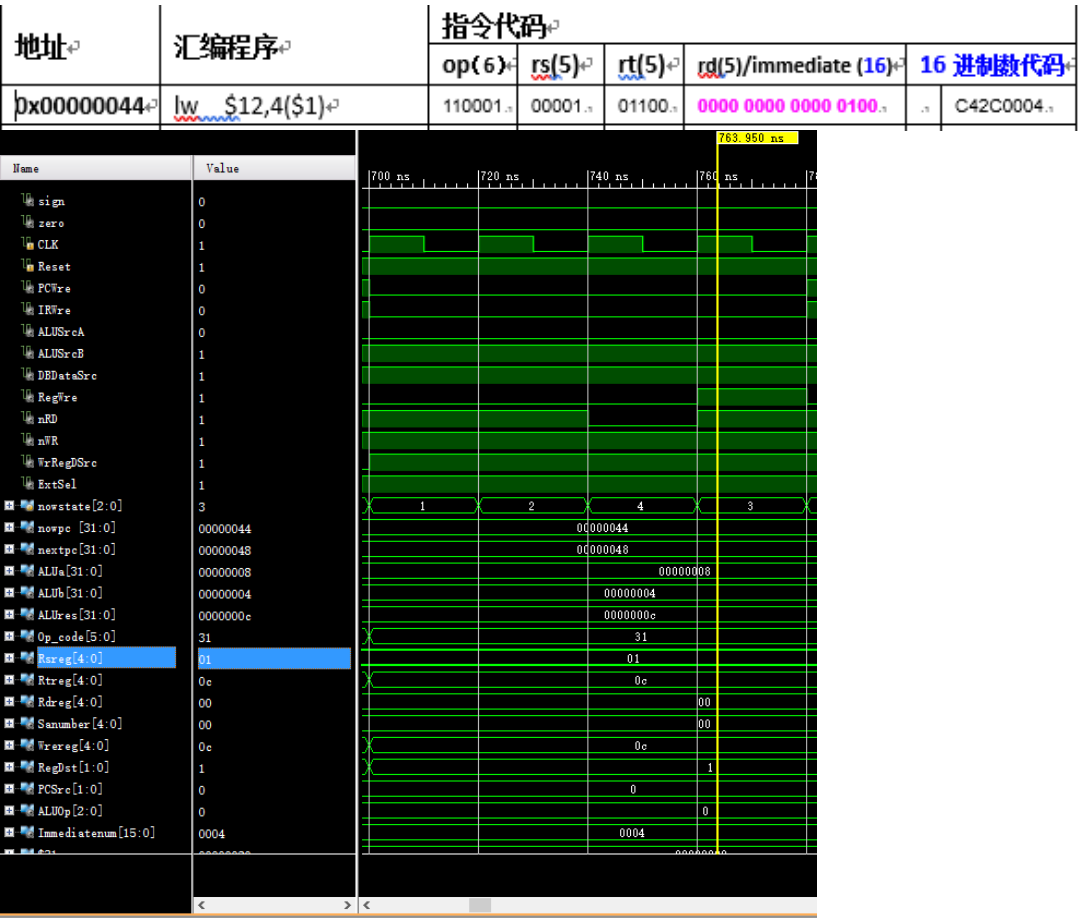 地址 汇编程序 指令代码
op(6) rs(5) rt(5) rd(5)/immediate (16) 16 进制数代码
0x00000044 lw $12,4($1) 110001 00001 01100 0000 0000 0000 0100 C42C0004
763.950 ns
Name Value
700 ns 720 ns 740 ns 760 ns
sign 0
zero 0
CLK 1
Reset 1
PCWre 0
IRWre 0
ALUSrcA 0
ALUSrcB 1
DBDataSrc 1
RegWre 1
nRD 1
nWR 1
WrRegDSrc 1
ExtSel 1
nowstate[2:0] 3 1 2 4 3
nowpc [31:0] 00000044 00000044
nextpc[31:0] 00000048 00000048
ALUa[31:0] 00000008 00000008
ALUb[31:0] 00000004 00000004
ALUres[31:0] 0000000c 0000000c
Op_code[5:0] 31 31
Rsreg[4:0] 01 01
Rtreg[4:0] 0c 0c
Rdreg[4:0] 00 00
Sanumber[4:0] 00 00
Wrereg[4:0] 0c 0c
RegDst[1:0] 1 1
PCSrc[1:0] 0 0
ALUOp[2:0] 0 0
Immediatenum[15:0] 0004 0004